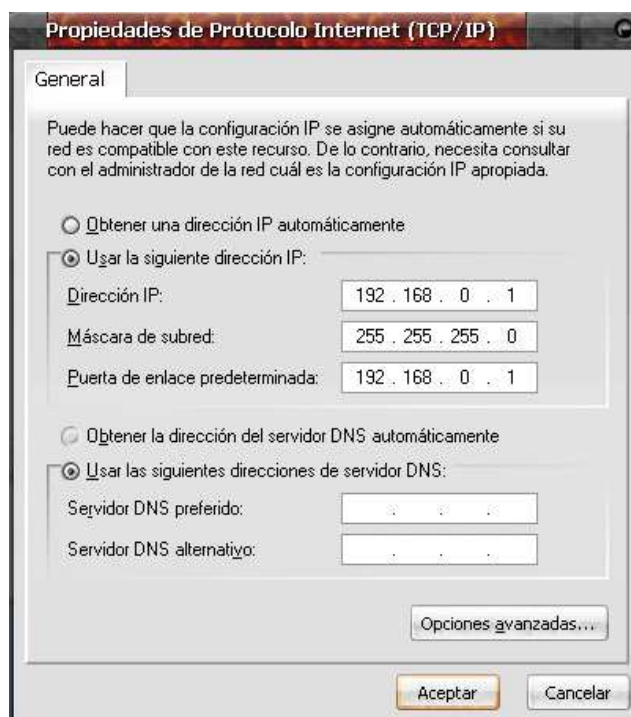 Propiedades de Protocolo Internet (TCP/IP)
General
Puede hacer que la configuración IP se asigne automáticamente si su
red es compatible con este recurso. De lo contrario, necesita consultar
con el administrador de la red cuál es la configuración IP apropiada.
Obtener una dirección IP automáticamente
Usar la siguiente dirección IP:
Dirección IP: 192 . 168 . 0 . 1
Máscara de subred: 255 . 255 . 255 . 0
Puerta de enlace predeterminada: 192 . 168 . 0 . 1
Obtener la dirección del servidor DNS automáticamente
Usar las siguientes direcciones de servidor DNS:
Servidor DNS preferido: . . .
Servidor DNS alternativo: . . .
Opciones avanzadas...
Aceptar Cancelar